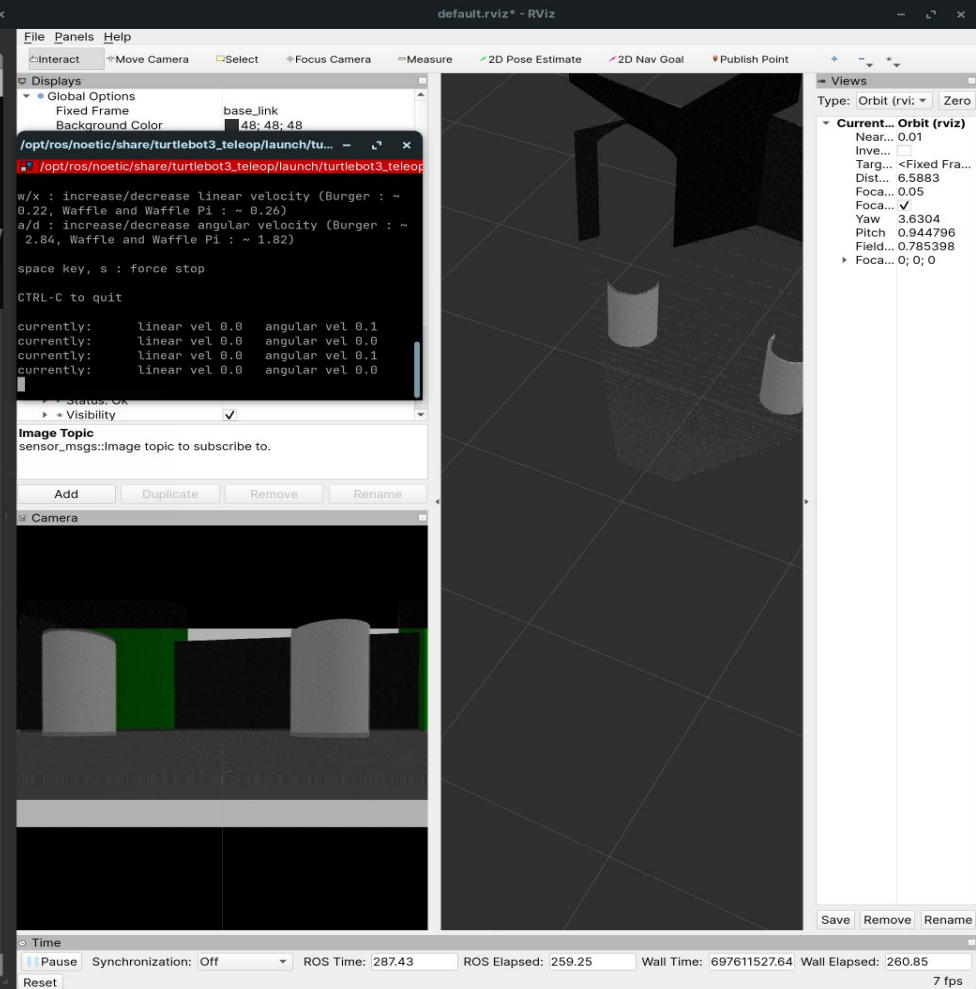 default.rviz* - RViz
File Panels Help
Interact Move Camera Select Focus Camera Measure 2D Pose Estimate 2D Nav Goal Publish Point
Displays
Global Options
Fixed Frame base_link
Background Color 48; 48; 48
/opt/ros/noetic/share/turtlebot3_teleop/launch/tu...
/opt/ros/noetic/share/turtlebot3_teleop/launch/turtlebot3_teleop
w/x : increase/decrease linear velocity (Burger : ~
0.22, Waffle and Waffle Pi : ~ 0.26)
a/d : increase/decrease angular velocity (Burger : ~
2.84, Waffle and Waffle Pi : ~ 1.82)
space key, s : force stop
CTRL-C to quit
currently: linear vel 0.0 angular vel 0.1
currently: linear vel 0.0 angular vel 0.0
currently: linear vel 0.0 angular vel 0.1
currently: linear vel 0.0 angular vel 0.0
Status: Ok
Visibility
Image Topic
sensor_msgs::Image topic to subscribe to.
Add Duplicate Remove Rename
Camera
Views
Type: Orbit (rvi: Zero
Current... Orbit (rviz)
Near... 0.01
Inve...
Targ... <Fixed Fra...
Dist... 6.5883
Foca... 0.05
Foca...
Yaw 3.6304
Pitch 0.944796
Field... 0.785398
Foca... 0; 0; 0
Save Remove Rename
Time
Pause Synchronization: Off ROS Time: 287.43 ROS Elapsed: 259.25 Wall Time: 697611527.64 Wall Elapsed: 260.85
Reset 7 fps